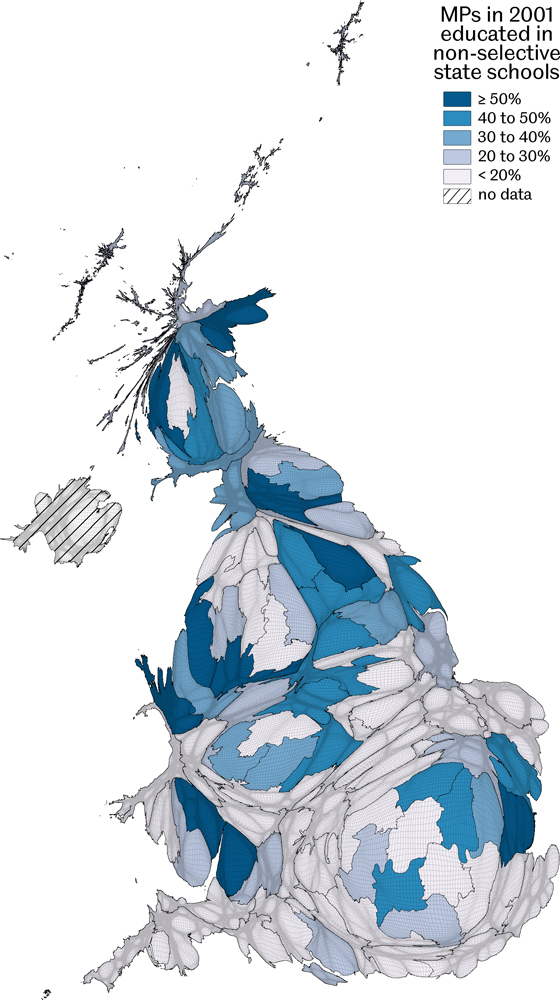 MPs in 2001
educated in
non-selective
state schools
≥ 50%
40 to 50%
30 to 40%
20 to 30%
< 20%
no data